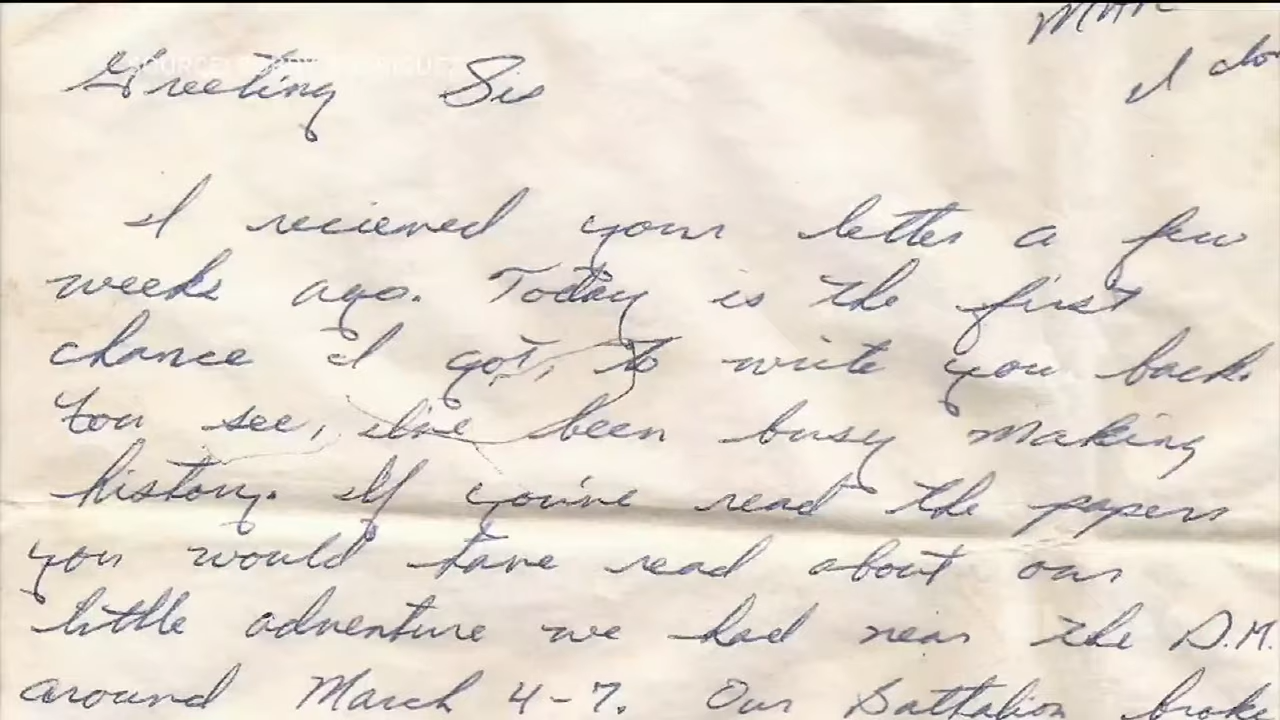 I do
Greeting Sis
I recieved your letter a few
weeks ago. Today is the first
chance I got, to write you back.
You see, I've been busy making
history. If you've read the papers
you would have read about our
little adventure we had near the D.M.
around March 4-7. Our Battalion broke